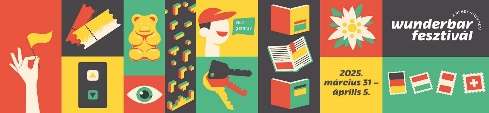 wunderbar
fesztivál
2025.
március 31 –
április 5.